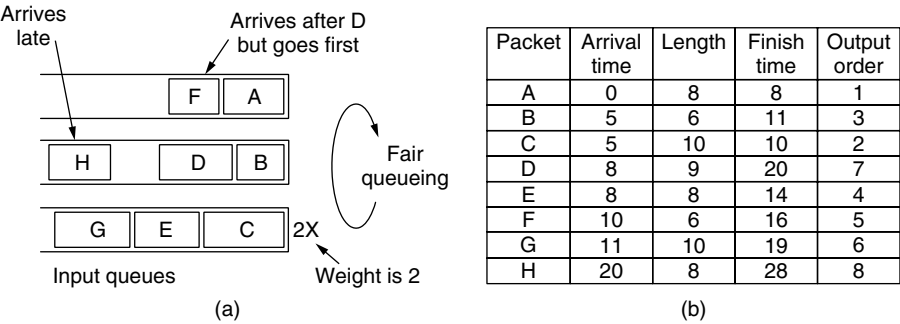 Arrives
late
Arrives after D
but goes first
F A
H D B
G E C 2X
Fair
queueing
Input queues
Weight is 2
(a)
Packet Arrival time Length Finish time Output order
A 0 8 8 1
B 5 6 11 3
C 5 10 10 2
D 8 9 20 7
E 8 8 14 4
F 10 6 16 5
G 11 10 19 6
H 20 8 28 8
(b)